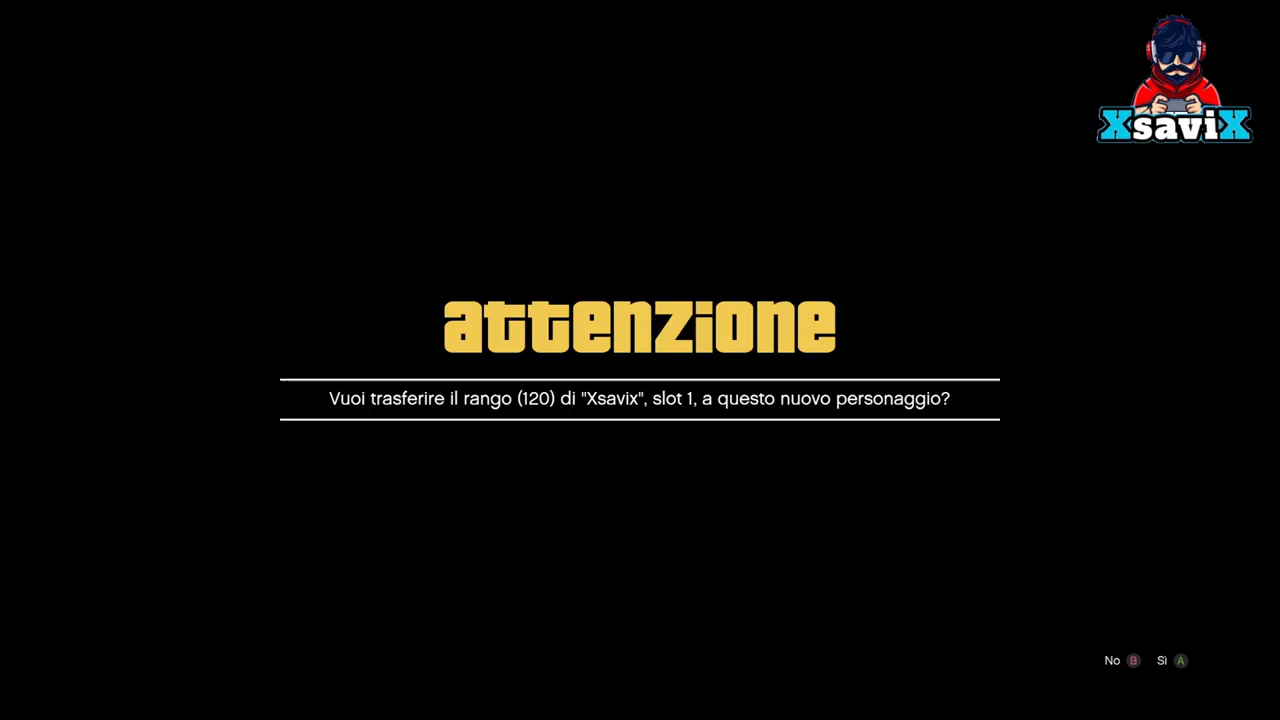 XsaviX
attenzione
Vuoi trasferire il rango (120) di "Xsavix", slot 1, a questo nuovo personaggio?
No B Sì A